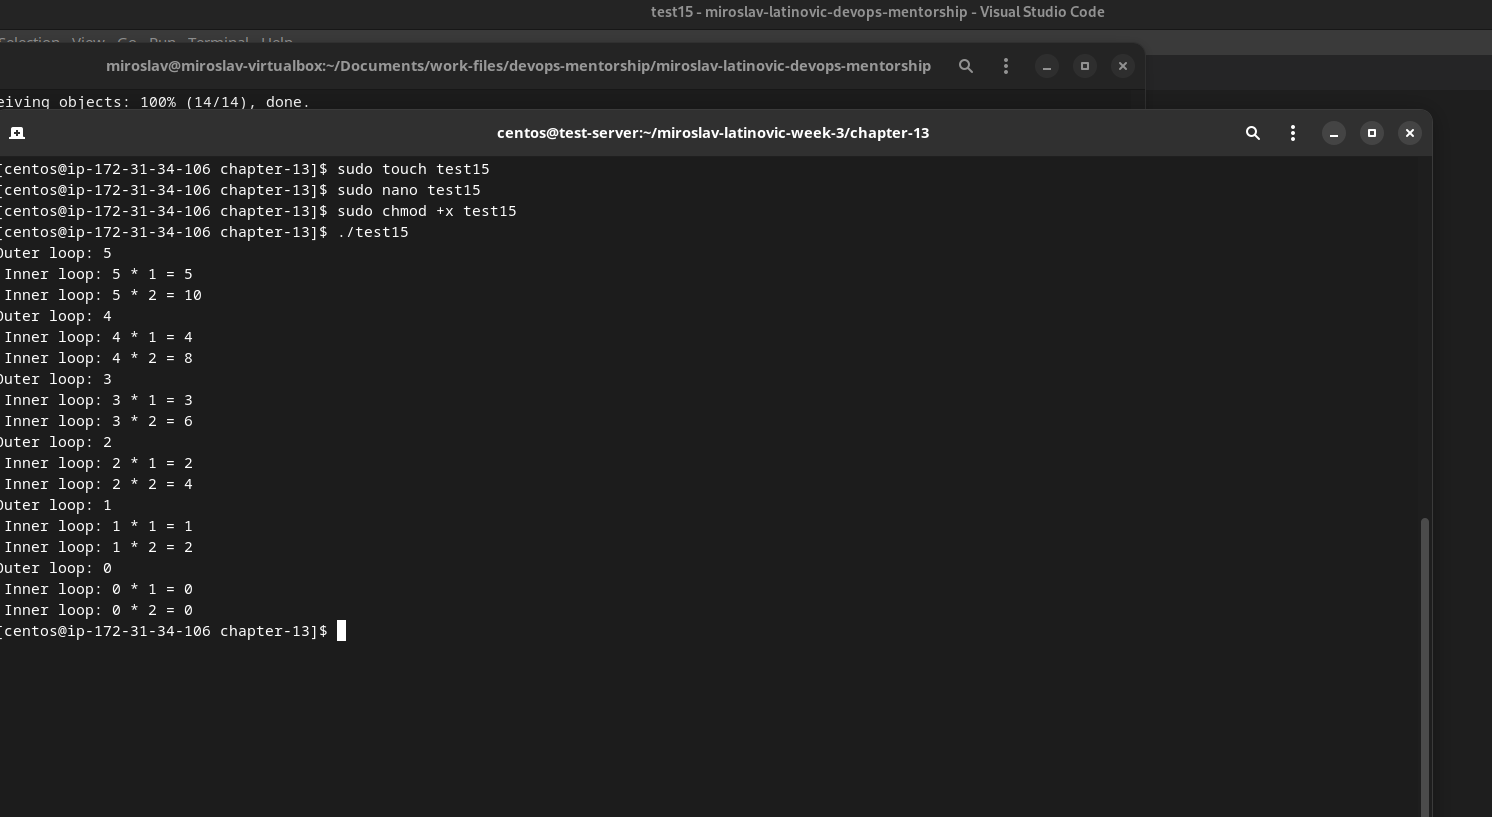 test15 - miroslav-latinovic-devops-mentorship - Visual Studio Code
Selection View Go Run Terminal Help
miroslav@miroslav-virtualbox:~/Documents/work-files/devops-mentorship/miroslav-latinovic-devops-mentorship
eiving objects: 100% (14/14), done.
centos@test-server:~/miroslav-latinovic-week-3/chapter-13
[centos@ip-172-31-34-106 chapter-13]$ sudo touch test15
[centos@ip-172-31-34-106 chapter-13]$ sudo nano test15
[centos@ip-172-31-34-106 chapter-13]$ sudo chmod +x test15
[centos@ip-172-31-34-106 chapter-13]$ ./test15
Outer loop: 5
Inner loop: 5 * 1 = 5
Inner loop: 5 * 2 = 10
Outer loop: 4
Inner loop: 4 * 1 = 4
Inner loop: 4 * 2 = 8
Outer loop: 3
Inner loop: 3 * 1 = 3
Inner loop: 3 * 2 = 6
Outer loop: 2
Inner loop: 2 * 1 = 2
Inner loop: 2 * 2 = 4
Outer loop: 1
Inner loop: 1 * 1 = 1
Inner loop: 1 * 2 = 2
Outer loop: 0
Inner loop: 0 * 1 = 0
Inner loop: 0 * 2 = 0
[centos@ip-172-31-34-106 chapter-13]$